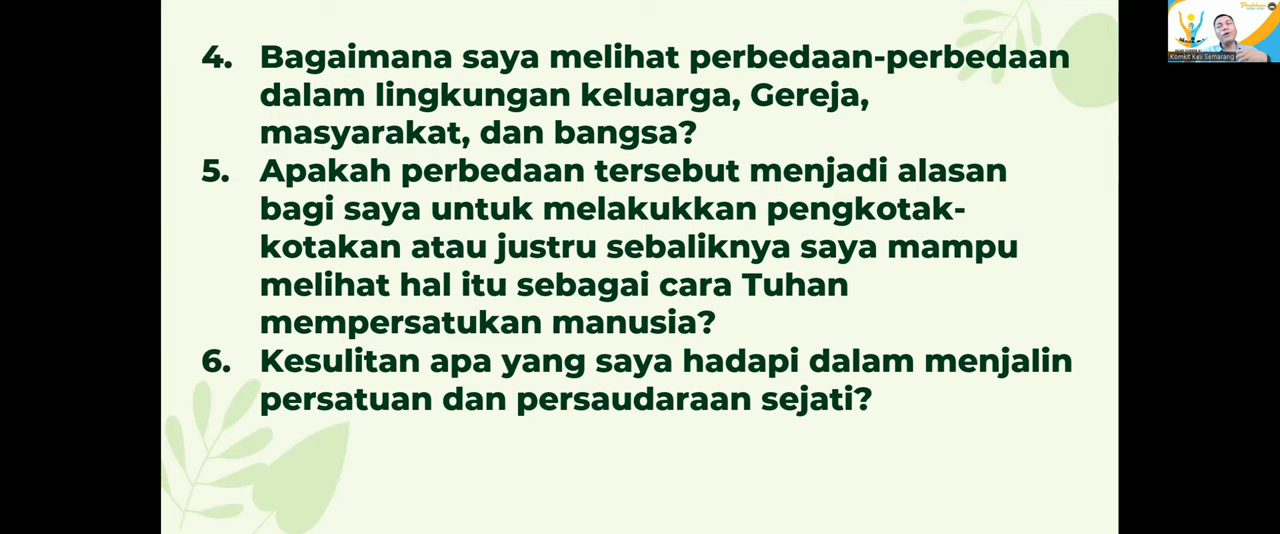 4. Bagaimana saya melihat perbedaan-perbedaan
dalam lingkungan keluarga, Gereja,
masyarakat, dan bangsa?
5. Apakah perbedaan tersebut menjadi alasan
bagi saya untuk melakukkan pengkotak-
kotakan atau justru sebaliknya saya mampu
melihat hal itu sebagai cara Tuhan
mempersatukan manusia?
6. Kesulitan apa yang saya hadapi dalam menjalin
persatuan dan persaudaraan sejati?
Komkit Kev Semarang